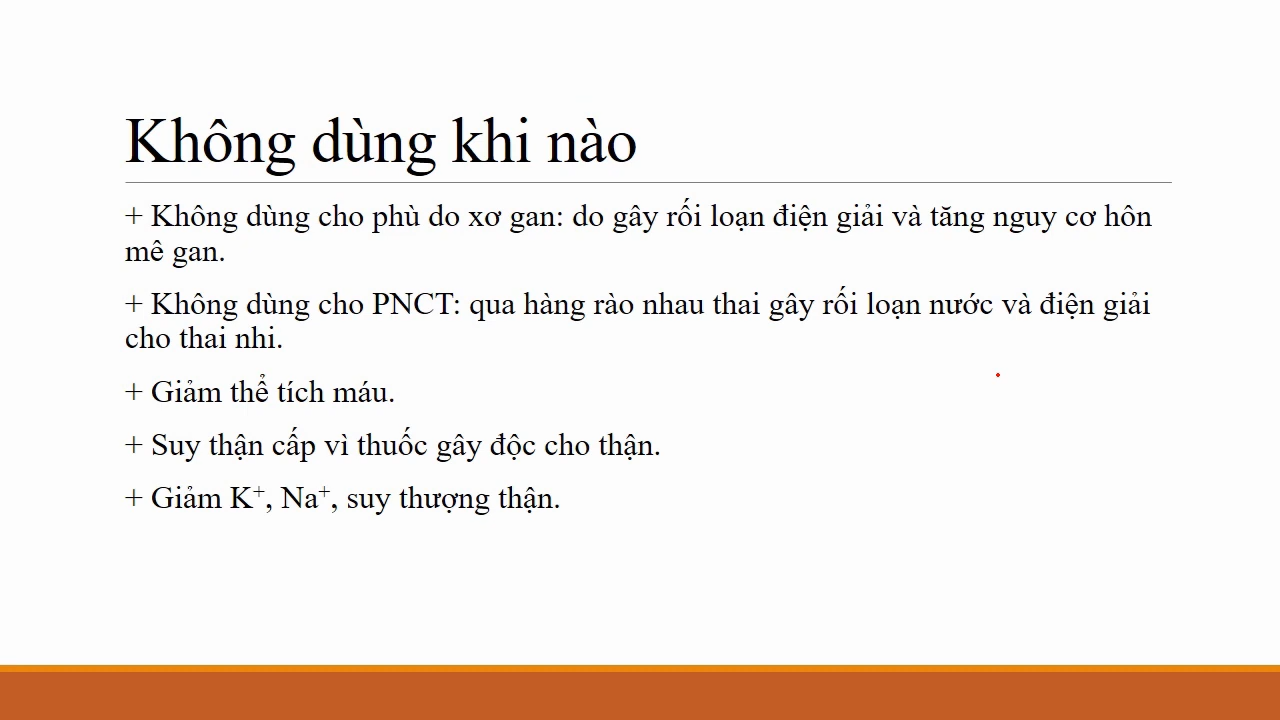 Không dùng khi nào
+ Không dùng cho phù do xơ gan: do gây rối loạn điện giải và tăng nguy cơ hôn
mê gan.
+ Không dùng cho PNCT: qua hàng rào nhau thai gây rối loạn nước và điện giải
cho thai nhi.
+ Giảm thể tích máu.
+ Suy thận cấp vì thuốc gây độc cho thận.
+ Giảm K⁺, Na⁺, suy thượng thận.